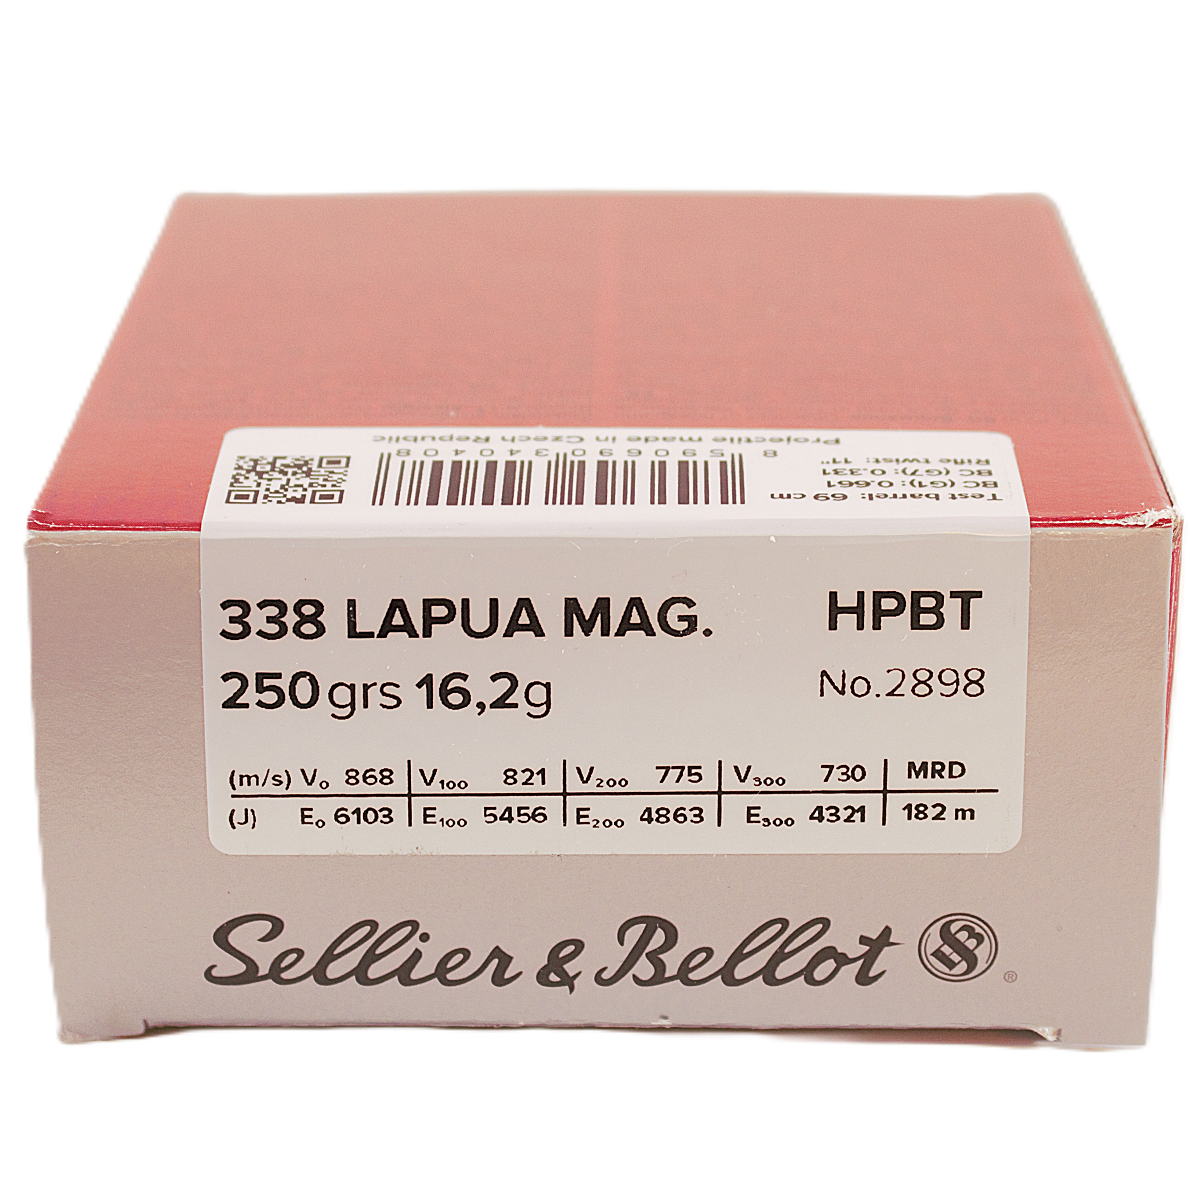 Projectile made in Czech Republic
8 590690 340408
Test barrel: 69 cm
BC (G1): 0.661
BC (G7): 0.331
Rifle twist: 11"
338 LAPUA MAG. HPBT
250grs 16,2g No.2898
(m/s) V₀ 868 V₁₀₀ 821 V₂₀₀ 775 V₃₀₀ 730 MRD
(J) E₀ 6103 E₁₀₀ 5456 E₂₀₀ 4863 E₃₀₀ 4321 182 m
Sellier & Bellot SB ®